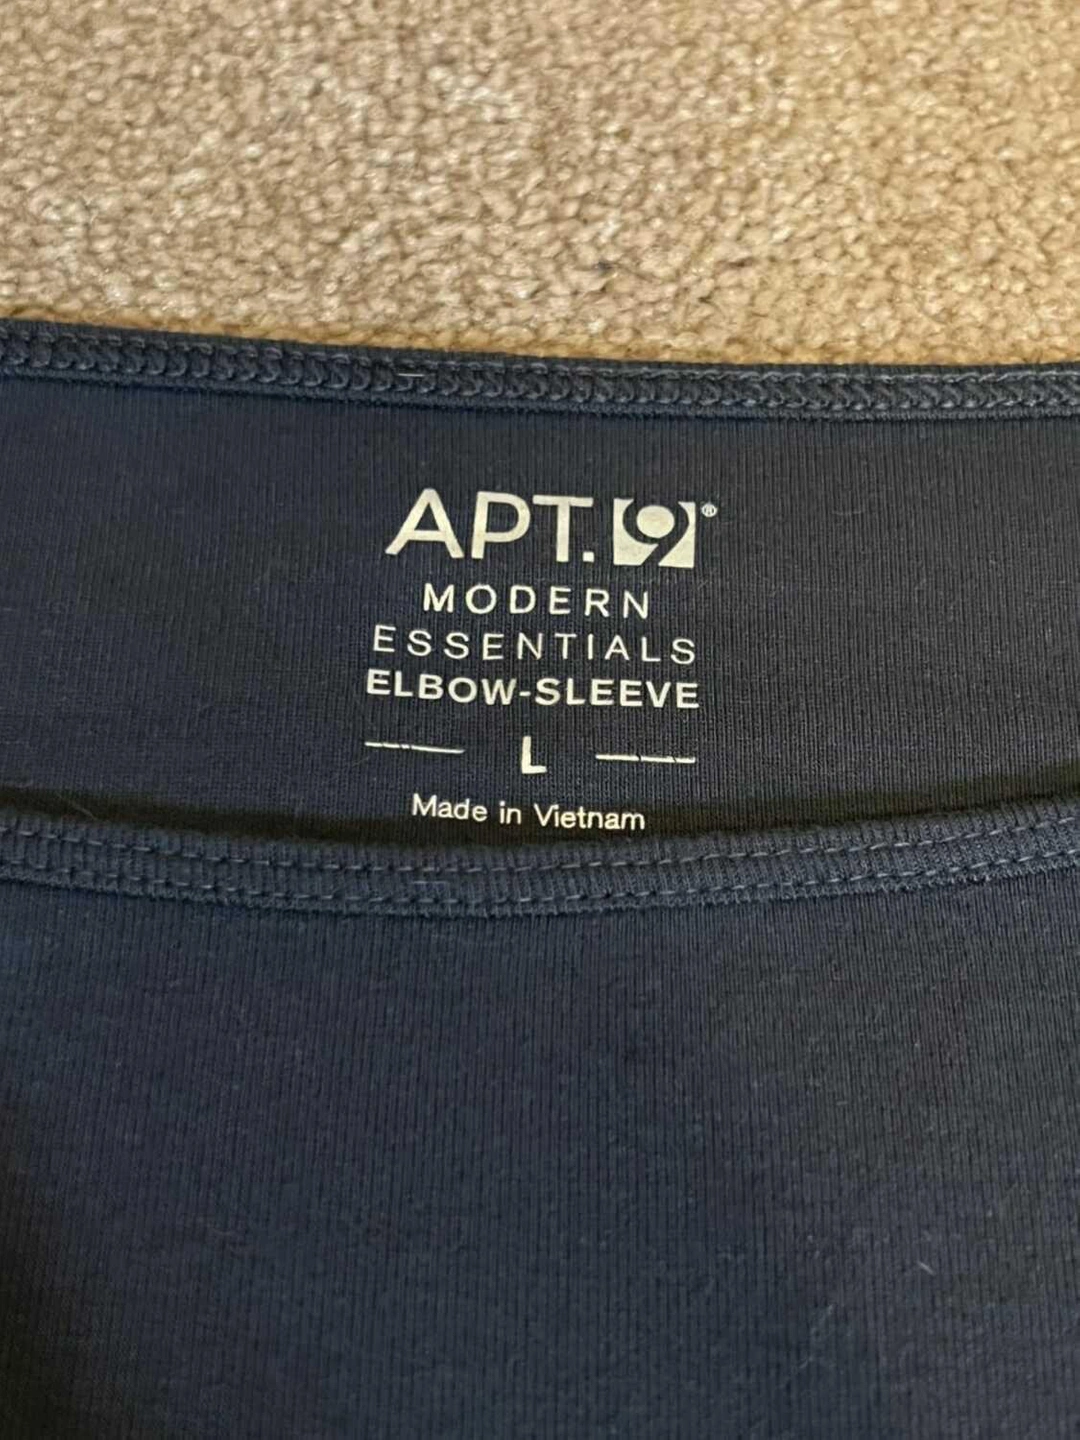 APT.9®
MODERN
ESSENTIALS
ELBOW-SLEEVE
L
Made in Vietnam